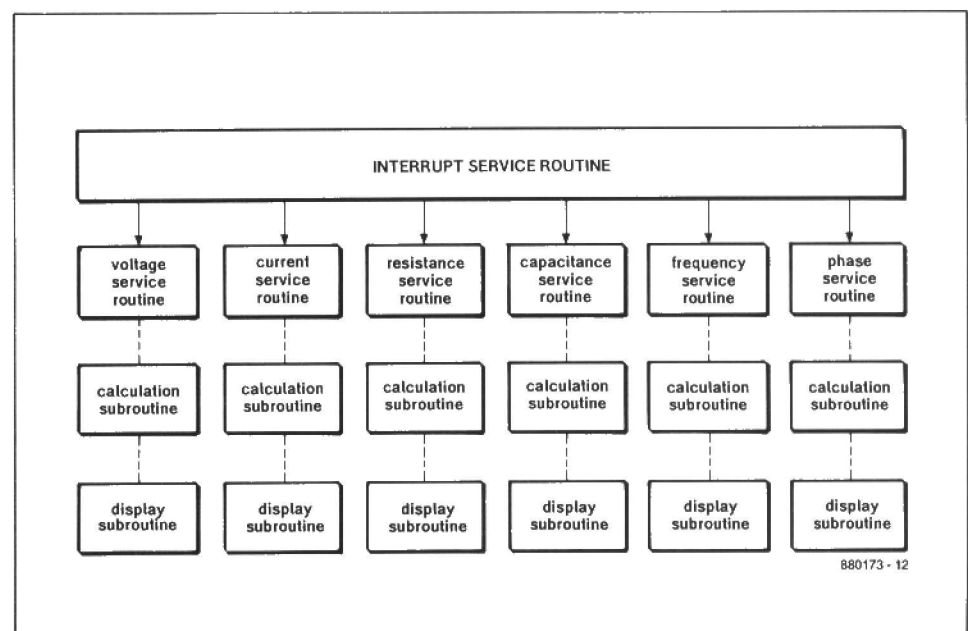 INTERRUPT SERVICE ROUTINE
voltage
service
routine
current
service
routine
resistance
service
routine
capacitance
service
routine
frequency
service
routine
phase
service
routine
calculation
subroutine
calculation
subroutine
calculation
subroutine
calculation
subroutine
calculation
subroutine
calculation
subroutine
display
subroutine
display
subroutine
display
subroutine
display
subroutine
display
subroutine
display
subroutine
880173 - 12